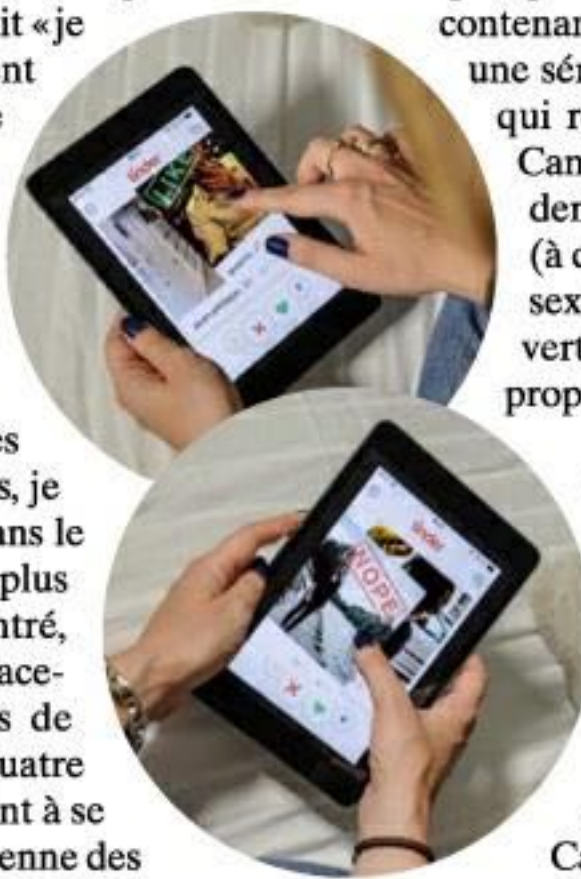 it «je
ent
es
s, je
ans le
plus
ntré,
ace-
s de
uatre
nt à se
enne des
tinder
LIKE
tinder
NOPE
contenan
une sér
qui r
Can
der
(à c
sex
vert
prop
Ca